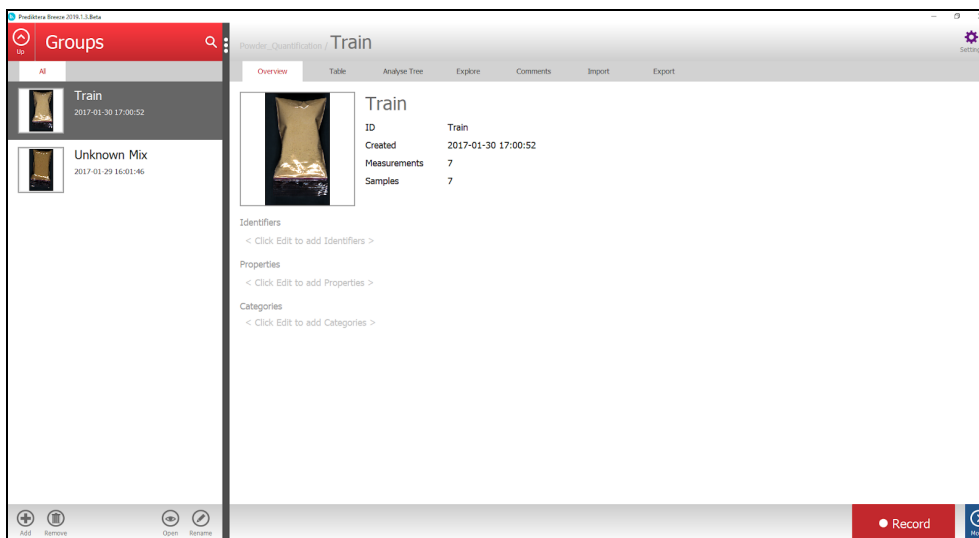 Prediktera Breeze 2019.1.3.Beta
Up
Groups
All
Train
2017-01-30 17:00:52
Unknown Mix
2017-01-29 16:01:46
Add
Remove
Open
Rename
Powder_Quantification / Train
Overview
Table
Analyse Tree
Explore
Comments
Import
Export
Train
ID Train
Created 2017-01-30 17:00:52
Measurements 7
Samples 7
Identifiers
< Click Edit to add Identifiers >
Properties
< Click Edit to add Properties >
Categories
< Click Edit to add Categories >
Record